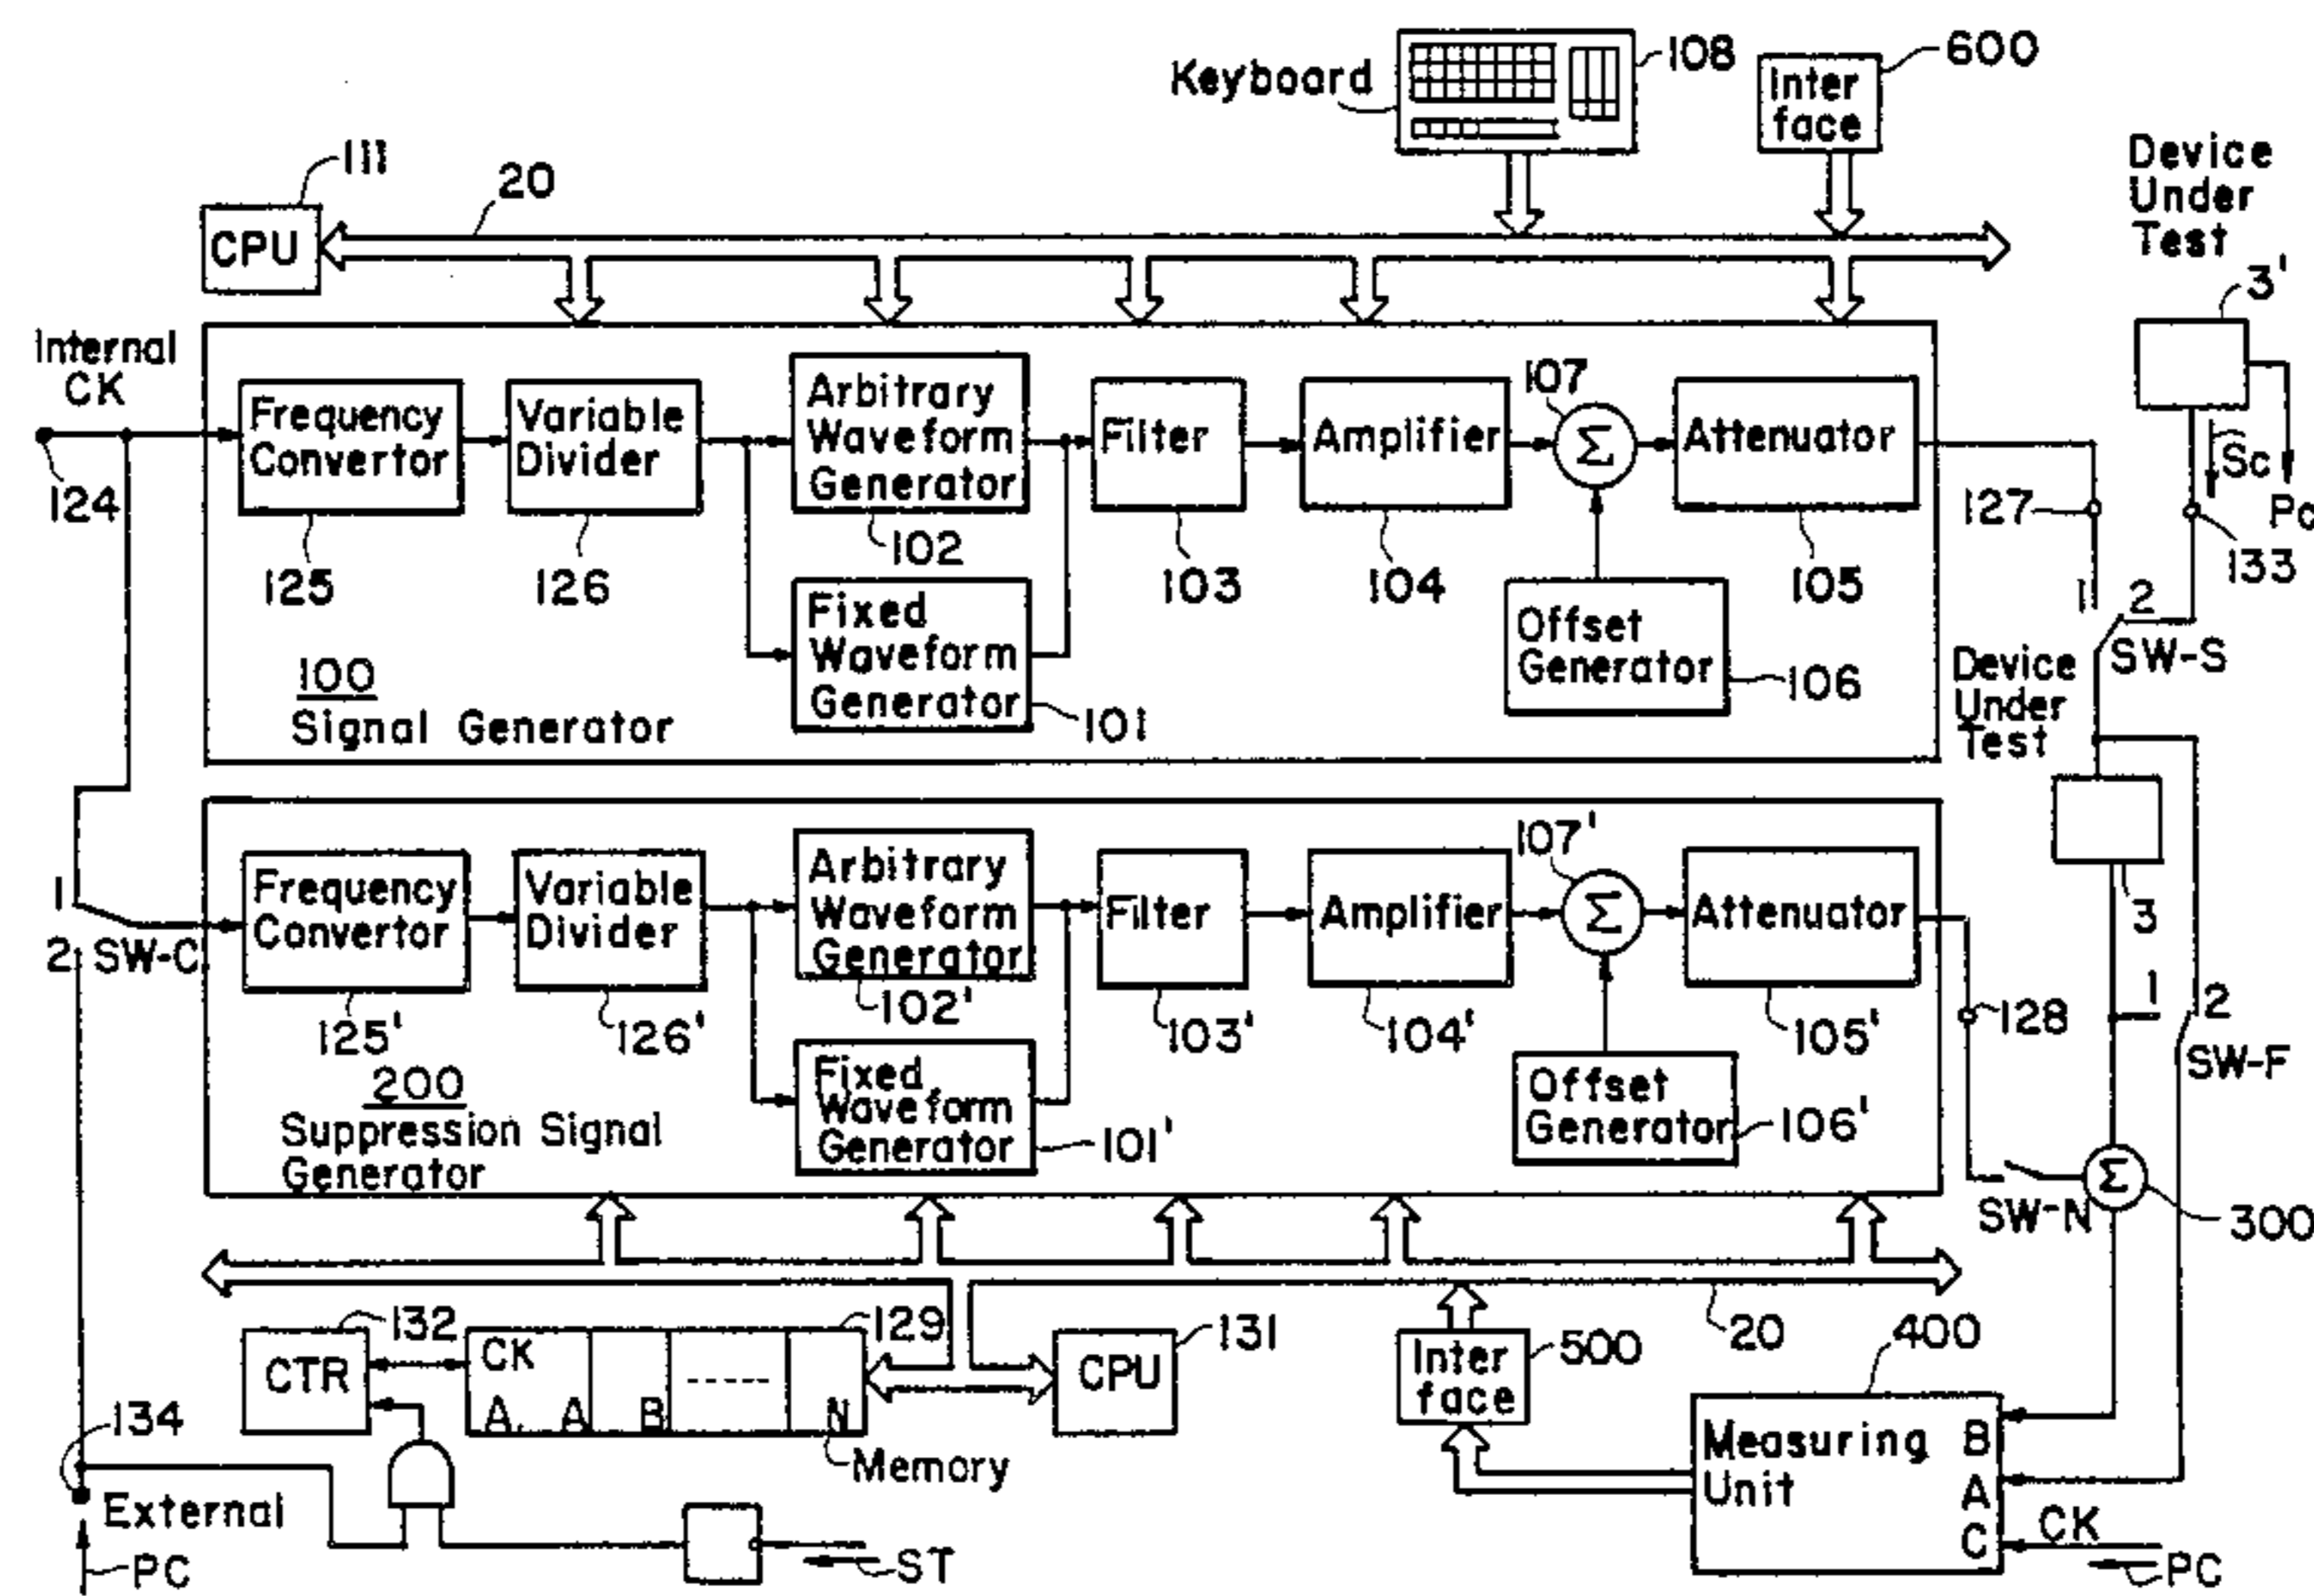 Keyboard
108
Inter
face
600
Device
Under
Test
111
20
CPU
3'
Internal
CK
124
Frequency
Convertor
125
Variable
Divider
126
Arbitrary
Waveform
Generator
102
Fixed
Waveform
Generator
101
Filter
103
Amplifier
104
107
Σ
Attenuator
105
Offset
Generator
106
100
Signal Generator
Sc
Pc
127
133
1
2
SW-S
Device
Under
Test
3
1
2
SW-F
1
2
SW-C
Frequency
Convertor
125'
Variable
Divider
126'
Arbitrary
Waveform
Generator
102'
Fixed
Waveform
Generator
101'
Filter
103'
Amplifier
104'
107'
Σ
Attenuator
105'
Offset
Generator
106'
200
Suppression Signal
Generator
128
SW-N
Σ
300
132
CTR
CK
A. A B ----- N
129
Memory
CPU
131
Inter
face
500
20
400
Measuring
Unit
B
A
C
CK
PC
134
External
PC
ST